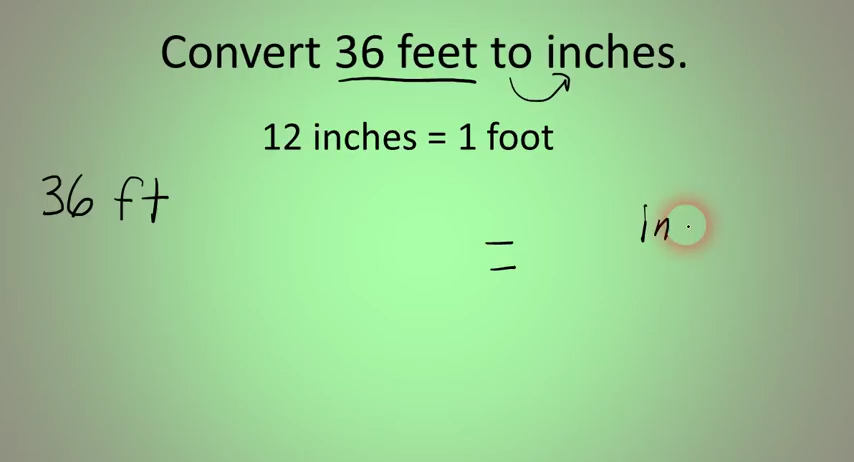 Convert 36 feet to inches.
12 inches = 1 foot
36 ft
= in